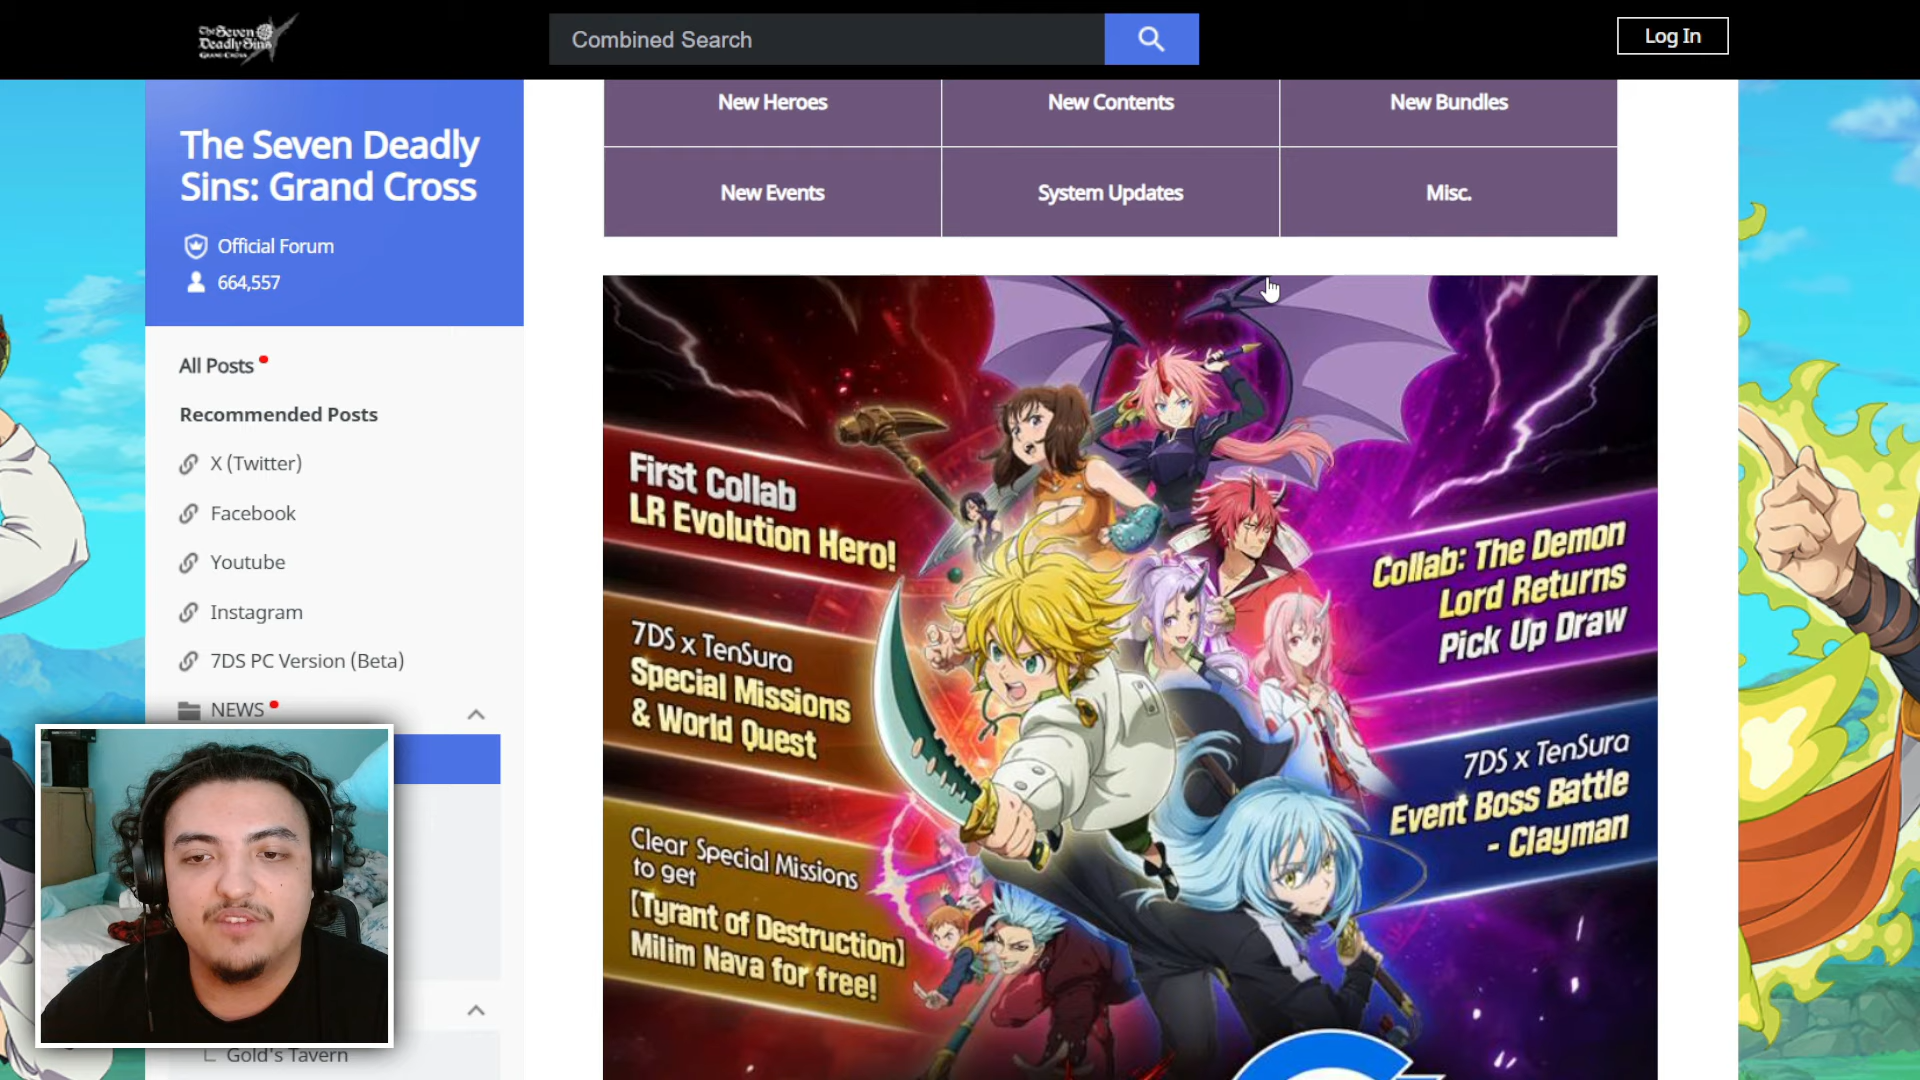 The Seven
Deadly Sins
GRAND CROSS
Combined Search
Log In
The Seven Deadly
Sins: Grand Cross
Official Forum
664,557
All Posts
Recommended Posts
X (Twitter)
Facebook
Youtube
Instagram
7DS PC Version (Beta)
NEWS
Gold's Tavern
New Heroes
New Contents
New Bundles
New Events
System Updates
Misc.
First Collab
LR Evolution Hero!
7DS x TenSura
Special Missions
& World Quest
Clear Special Missions
to get
[Tyrant of Destruction]
Milim Nava for free!
Collab: The Demon
Lord Returns
Pick Up Draw
7DS x TenSura
Event Boss Battle
- Clayman